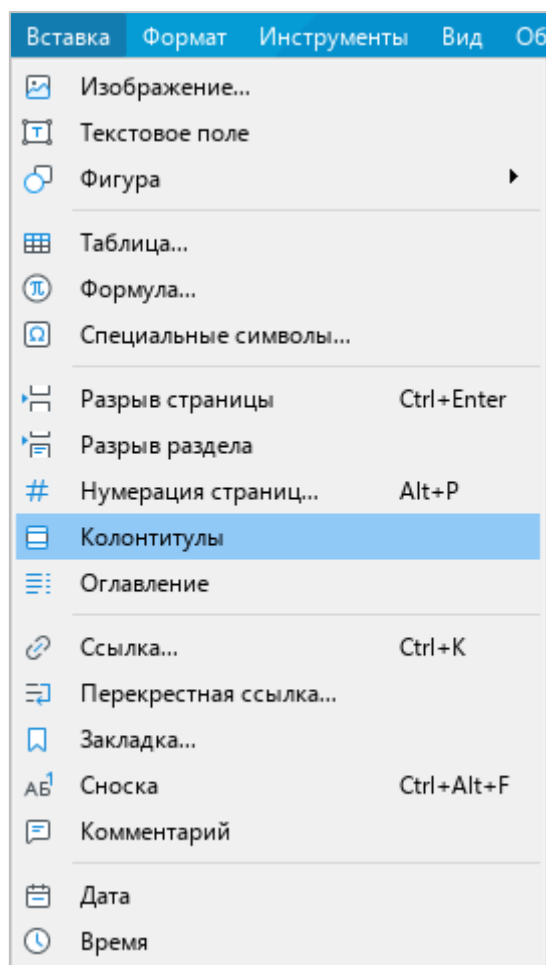 Вставка Формат Инструменты Вид
Изображение...
Текстовое поле
Фигура
Таблица...
Формула...
Специальные символы...
Разрыв страницы Ctrl+Enter
Разрыв раздела
Нумерация страниц... Alt+P
Колонтитулы
Оглавление
Ссылка... Ctrl+K
Перекрестная ссылка...
Закладка...
Сноска Ctrl+Alt+F
Комментарий
Дата
Время